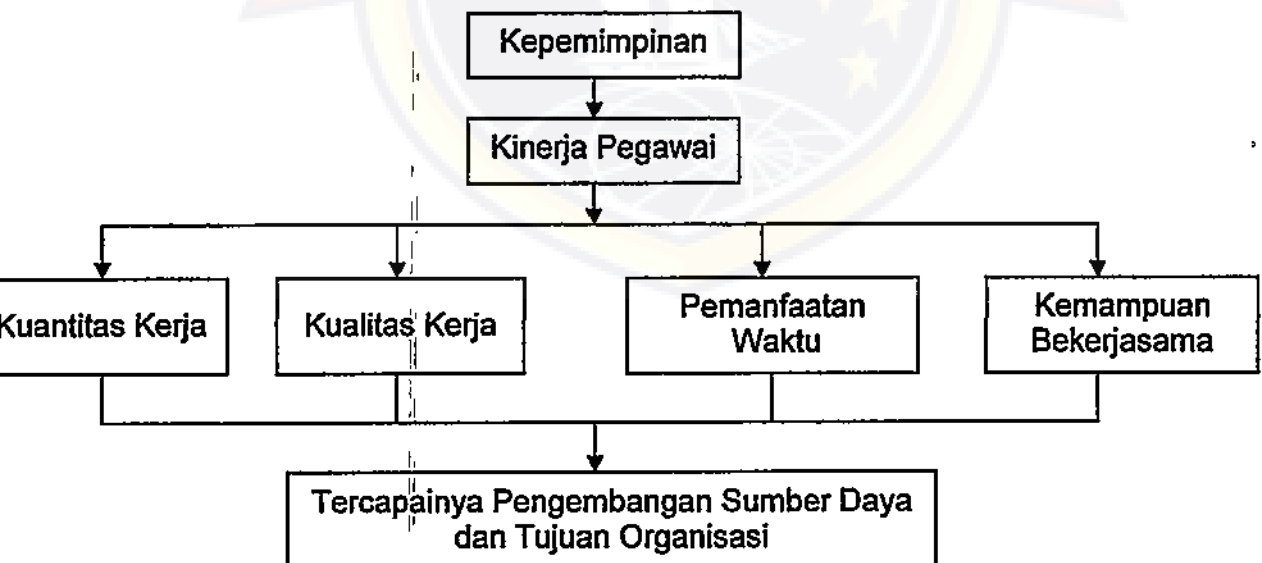 Kepemimpinan
Kinerja Pegawai
Kuantitas Kerja
Kualitas Kerja
Pemanfaatan
Waktu
Kemampuan
Bekerjasama
Tercapainya Pengembangan Sumber Daya
dan Tujuan Organisasi